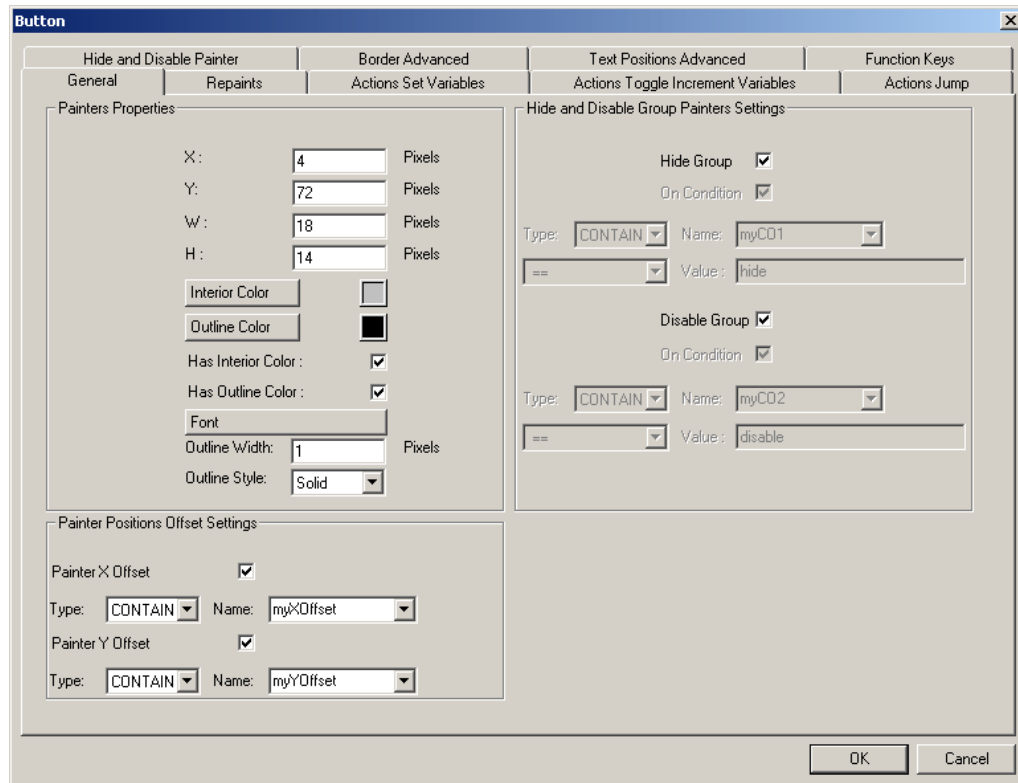 Button
Hide and Disable Painter Border Advanced Text Positions Advanced Function Keys
General Repaints Actions Set Variables Actions Toggle Increment Variables Actions Jump
Painters Properties
X : 4 Pixels
Y: 72 Pixels
W : 18 Pixels
H : 14 Pixels
Interior Color
Outline Color
Has Interior Color :
Has Outline Color :
Font
Outline Width: 1 Pixels
Outline Style: Solid
Hide and Disable Group Painters Settings
Hide Group
On Condition
Type: CONTAIN Name: myCO1
== Value : hide
Disable Group
On Condition
Type: CONTAIN Name: myCO2
== Value : disable
Painter Positions Offset Settings
Painter X Offset
Type: CONTAIN Name: myXOffset
Painter Y Offset
Type: CONTAIN Name: myYOffset
OK Cancel